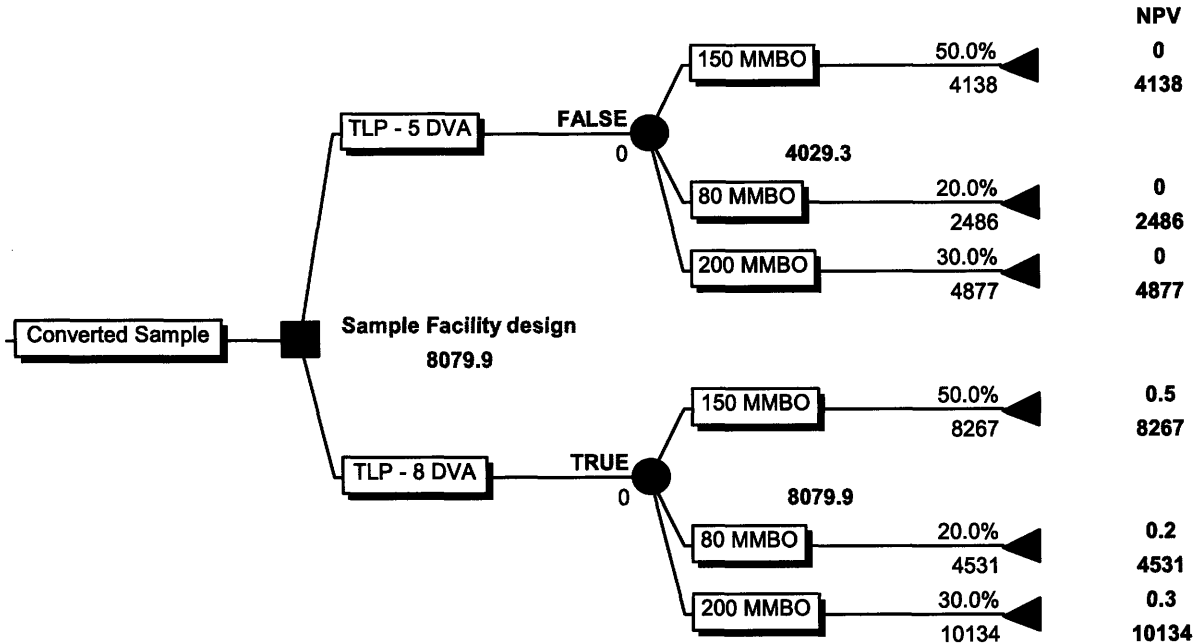 NPV
150 MMBO 50.0% 0
4138 4138
TLP - 5 DVA FALSE
0 4029.3
80 MMBO 20.0% 0
2486 2486
200 MMBO 30.0% 0
4877 4877
Converted Sample Sample Facility design
8079.9
150 MMBO 50.0% 0.5
8267 8267
TLP - 8 DVA TRUE
0 8079.9
80 MMBO 20.0% 0.2
4531 4531
200 MMBO 30.0% 0.3
10134 10134